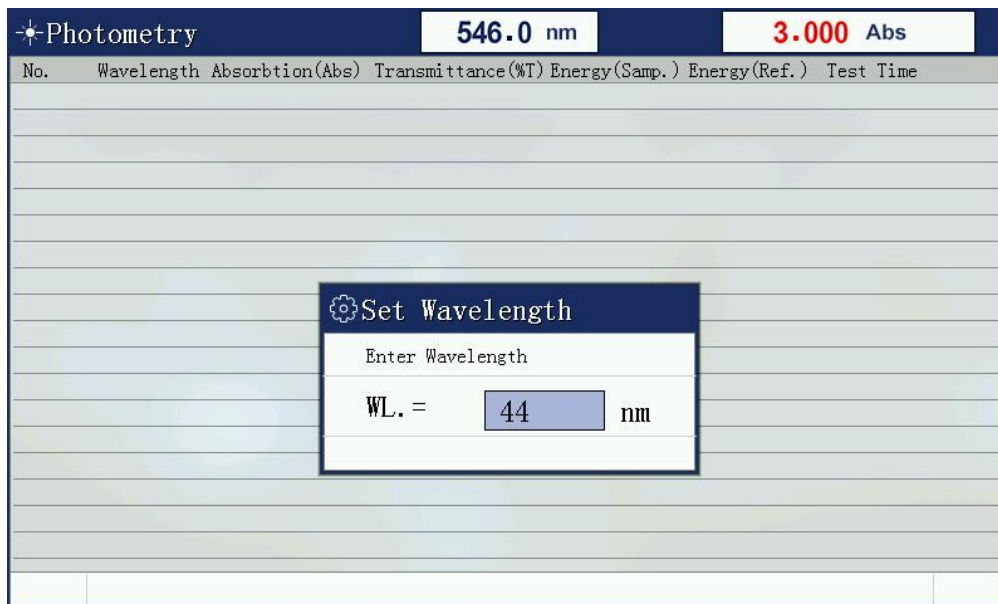 Photometry 546.0 nm 3.000 Abs
No. Wavelength Absorbtion(Abs) Transmittance(%T) Energy(Samp.) Energy(Ref.) Test Time
Set Wavelength
Enter Wavelength
WL.= 44 nm